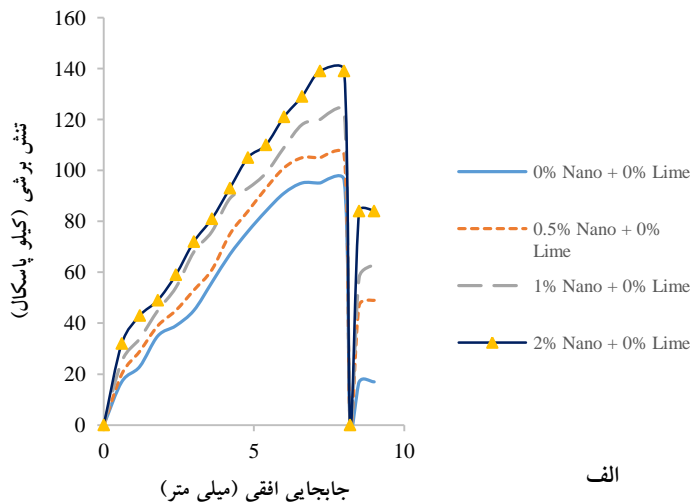 160
140
120
100
80
60
40
20
0
تنش برشی (کیلو پاسکال)
0
5
10
جابجایی افقی (میلی متر)
0% Nano + 0% Lime
0.5% Nano + 0%
Lime
1% Nano + 0% Lime
2% Nano + 0% Lime
الف